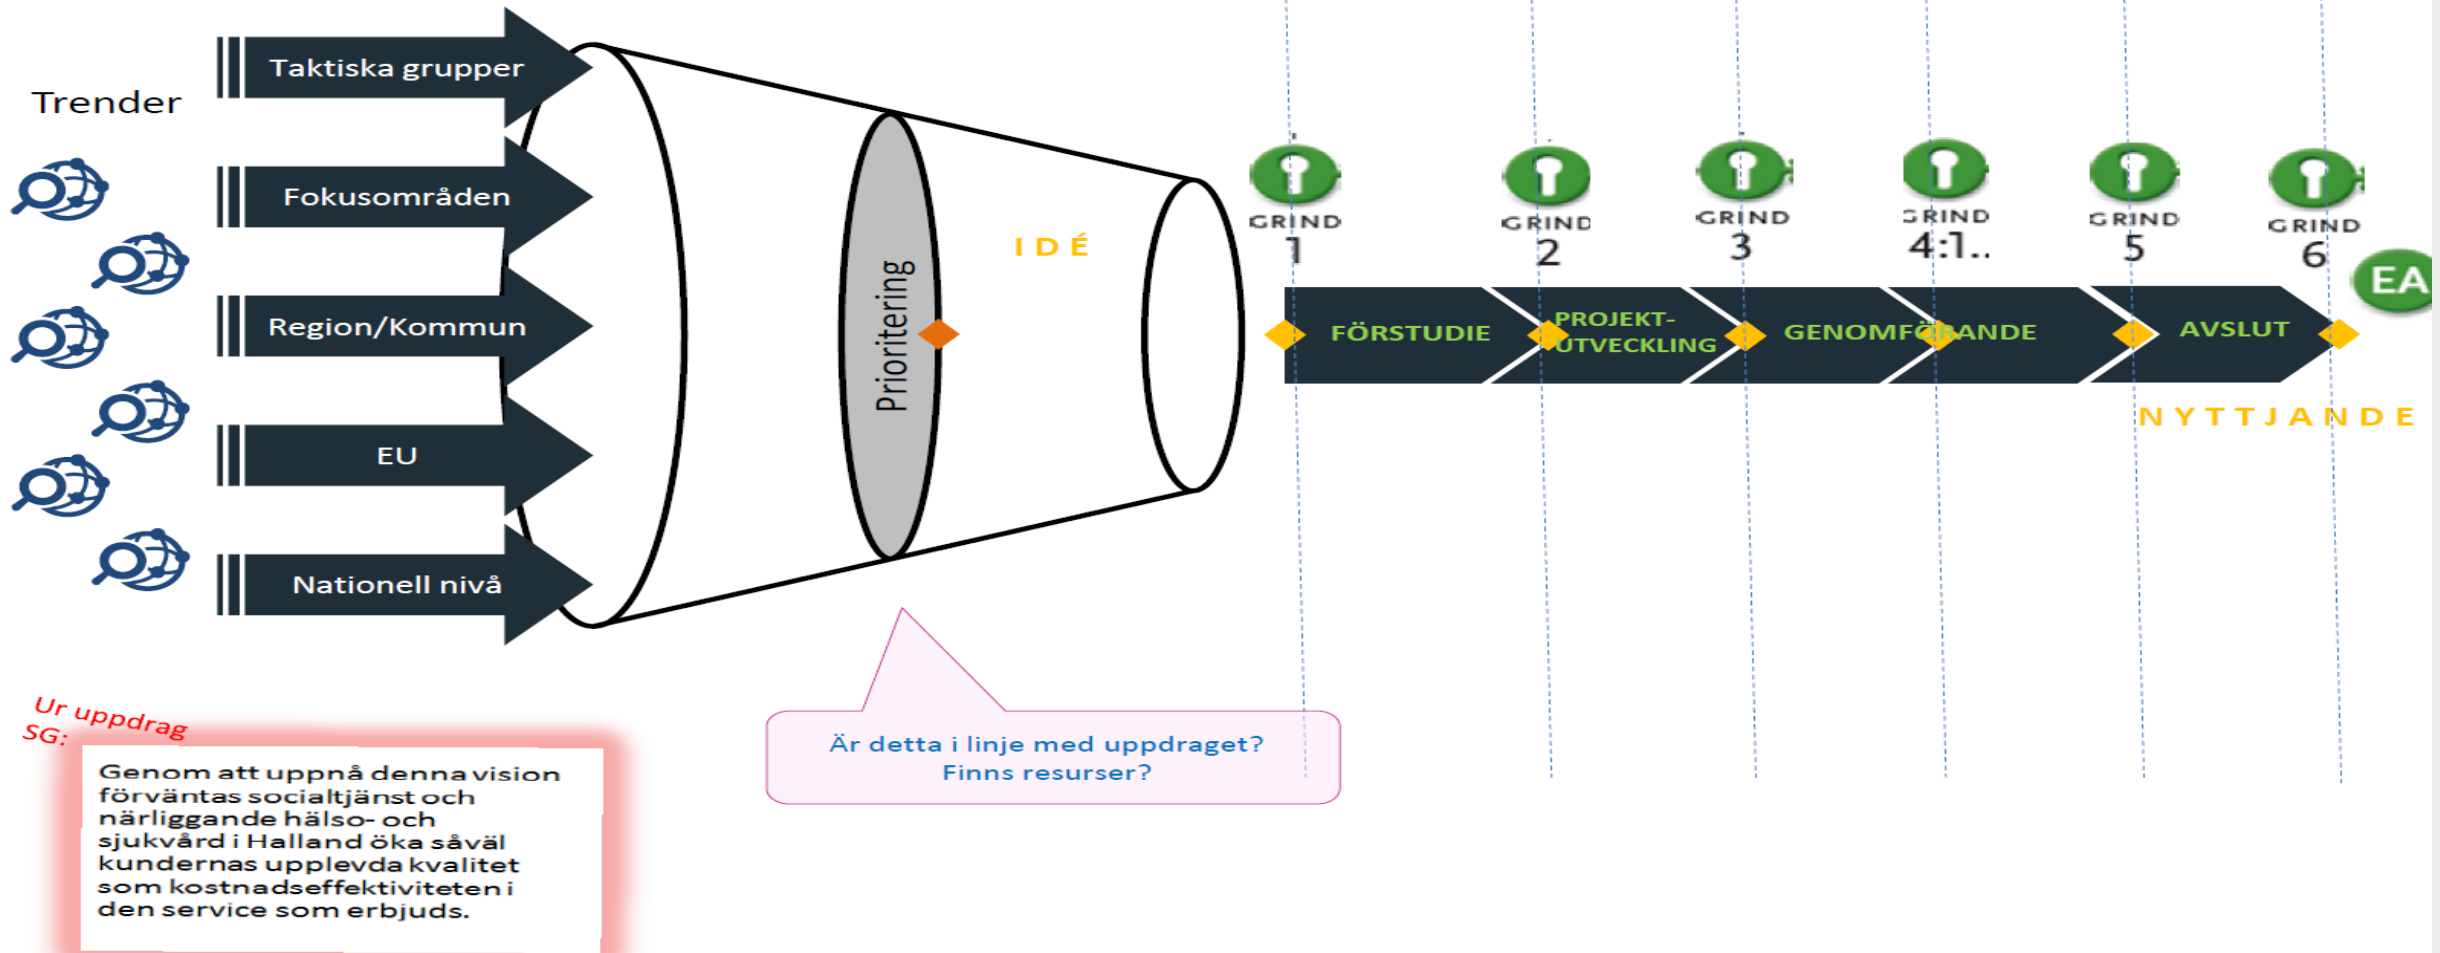 Trender
Taktiska grupper
Fokusområden
Region/Kommun
EU
Nationell nivå
Prioritering
IDÉ
GRIND
1
GRIND
2
GRIND
3
GRIND
4:1..
GRIND
5
GRIND
6
EA
FÖRSTUDIE
PROJEKT-
UTVECKLING
GENOMFÖRANDE
AVSLUT
NYTTJANDE
Är detta i linje med uppdraget?
Finns resurser?
Ur uppdrag
SG:
Genom att uppnå denna vision
förväntas socialtjänst och
närliggande hälso- och
sjukvård i Halland öka såväl
kundernas upplevda kvalitet
som kostnadseffektiviteten i
den service som erbjuds.